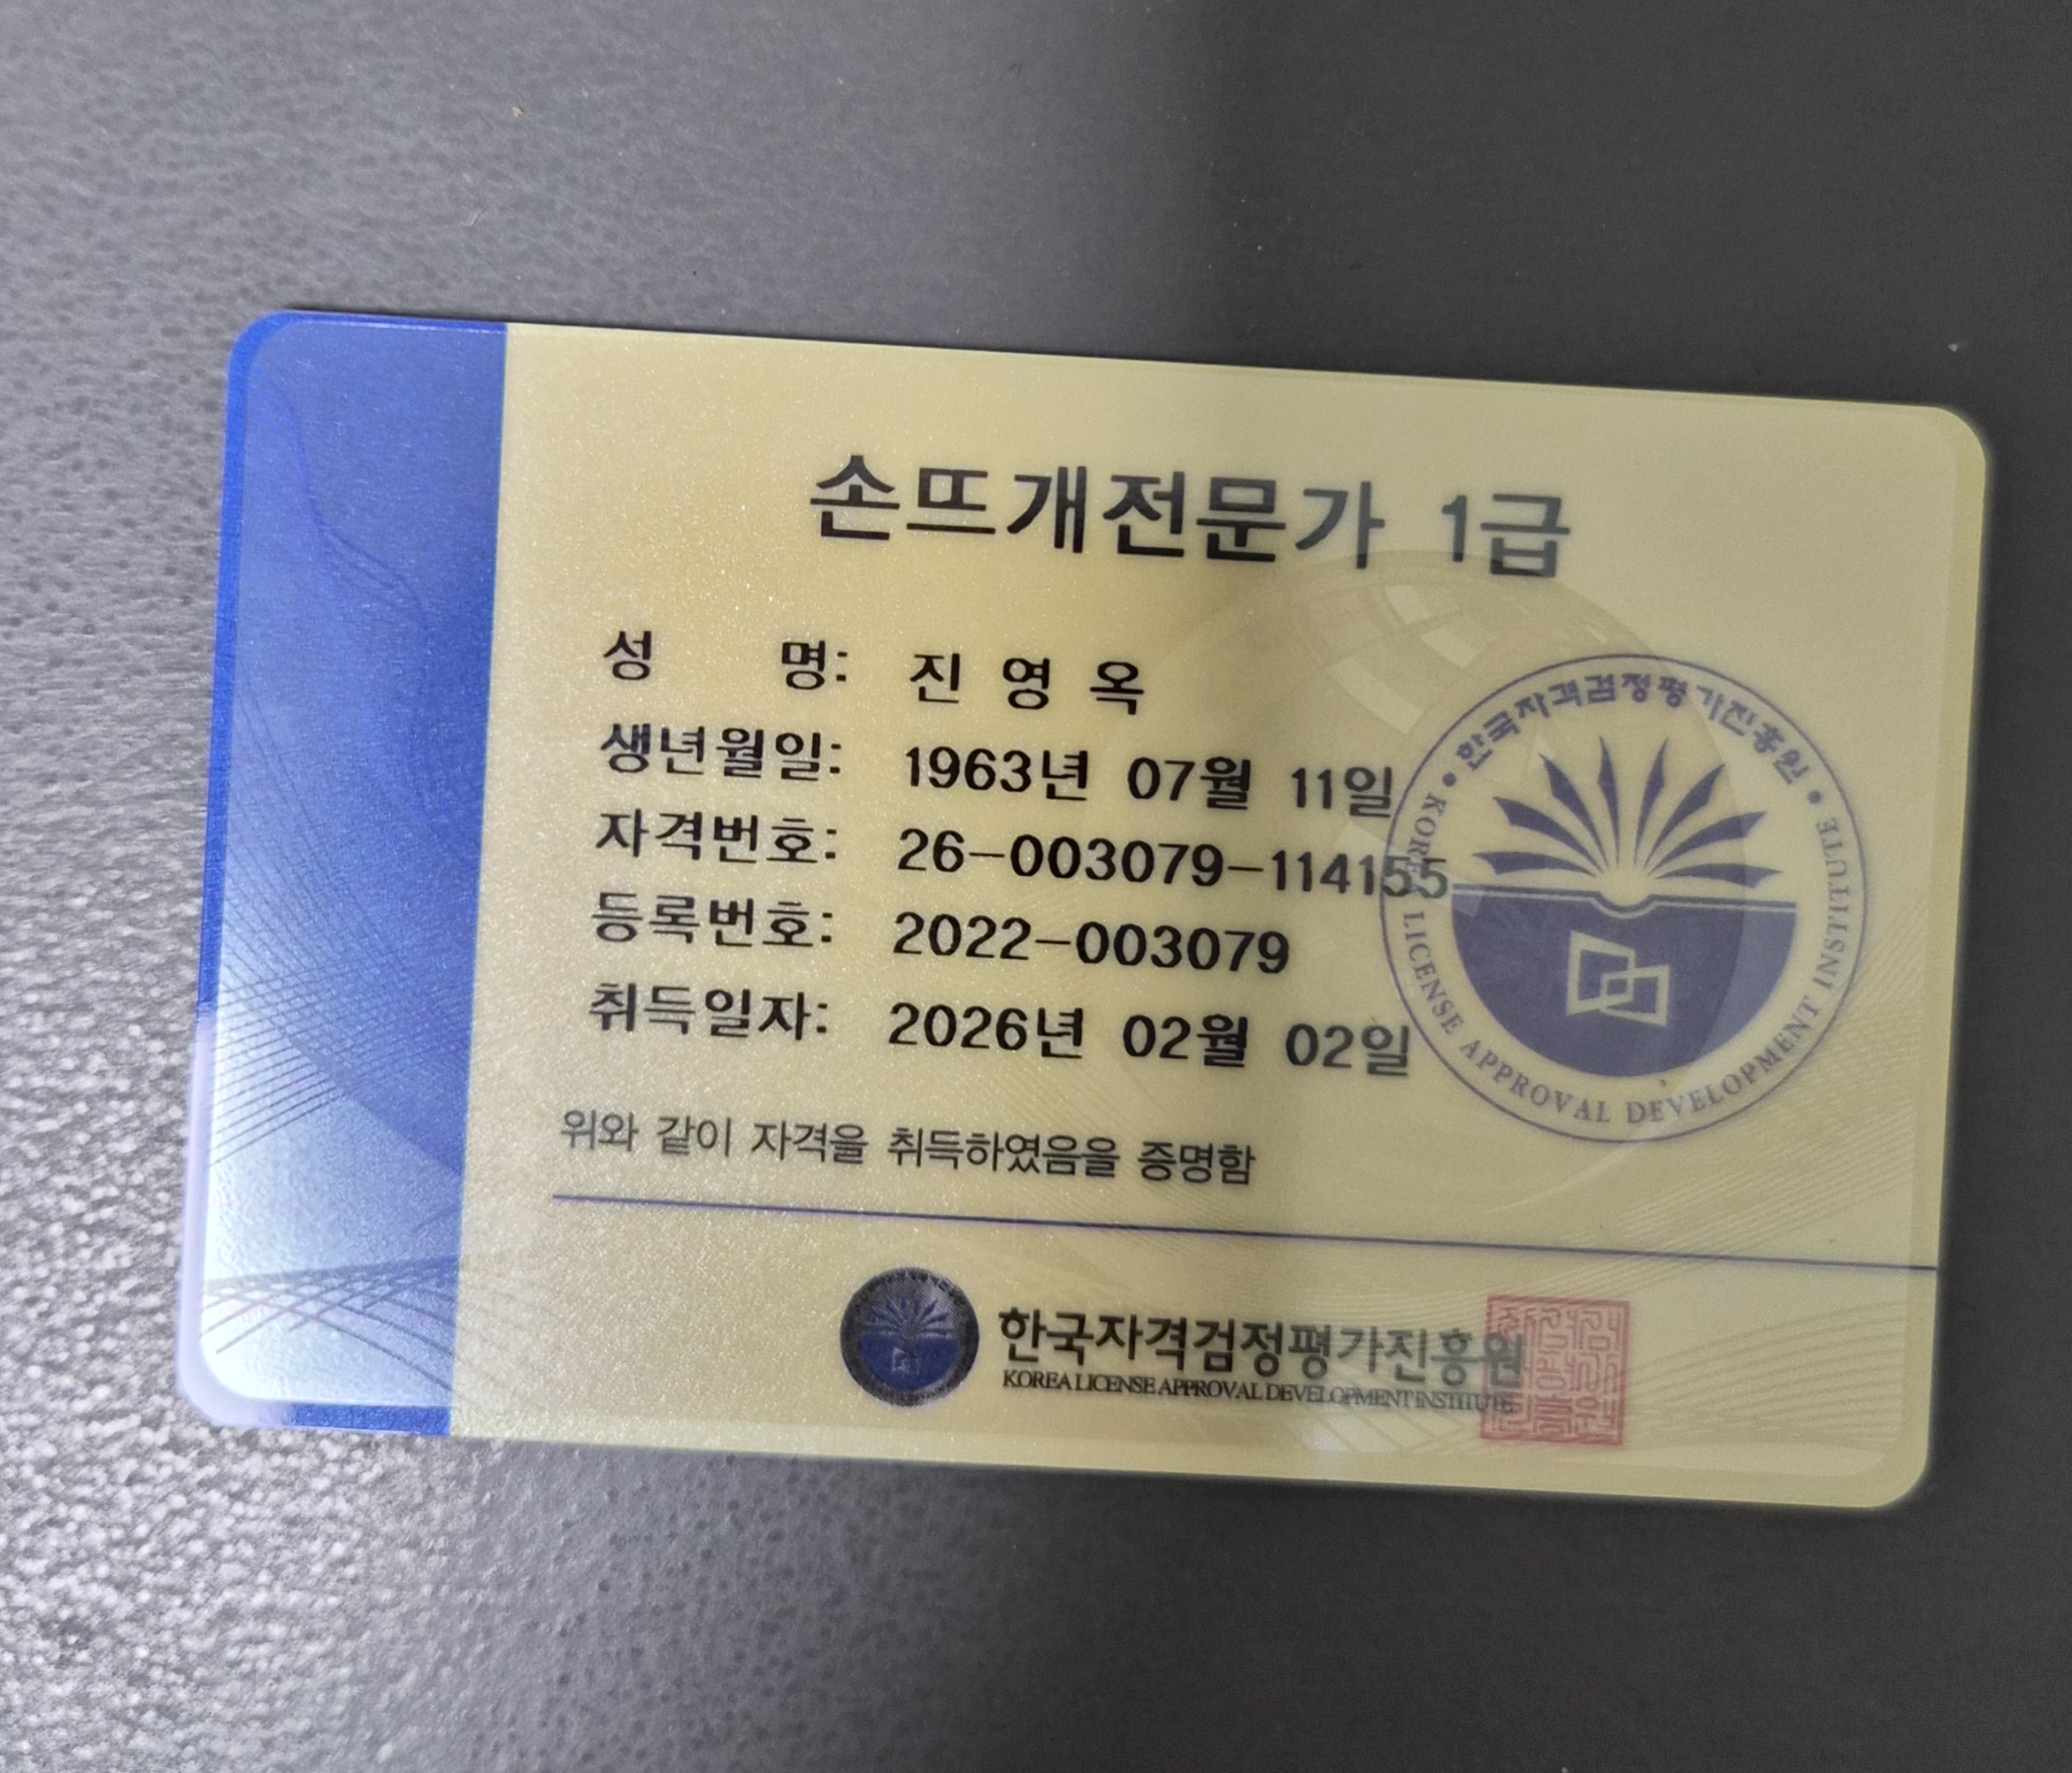 손뜨개전문가 1급
성 명: 진 영 옥
생년월일: 1963년 07월 11일
자격번호: 26-003079-114155
등록번호: 2022-003079
취득일자: 2026년 02월 02일
위와 같이 자격을 취득하였음을 증명함
한국자격검정평가진흥원
KOREA LICENSE APPROVAL DEVELOPMENT INSTITUTE
한국자격검정평가진흥원
KOREA LICENSE APPROVAL DEVELOPMENT INSTITUTE